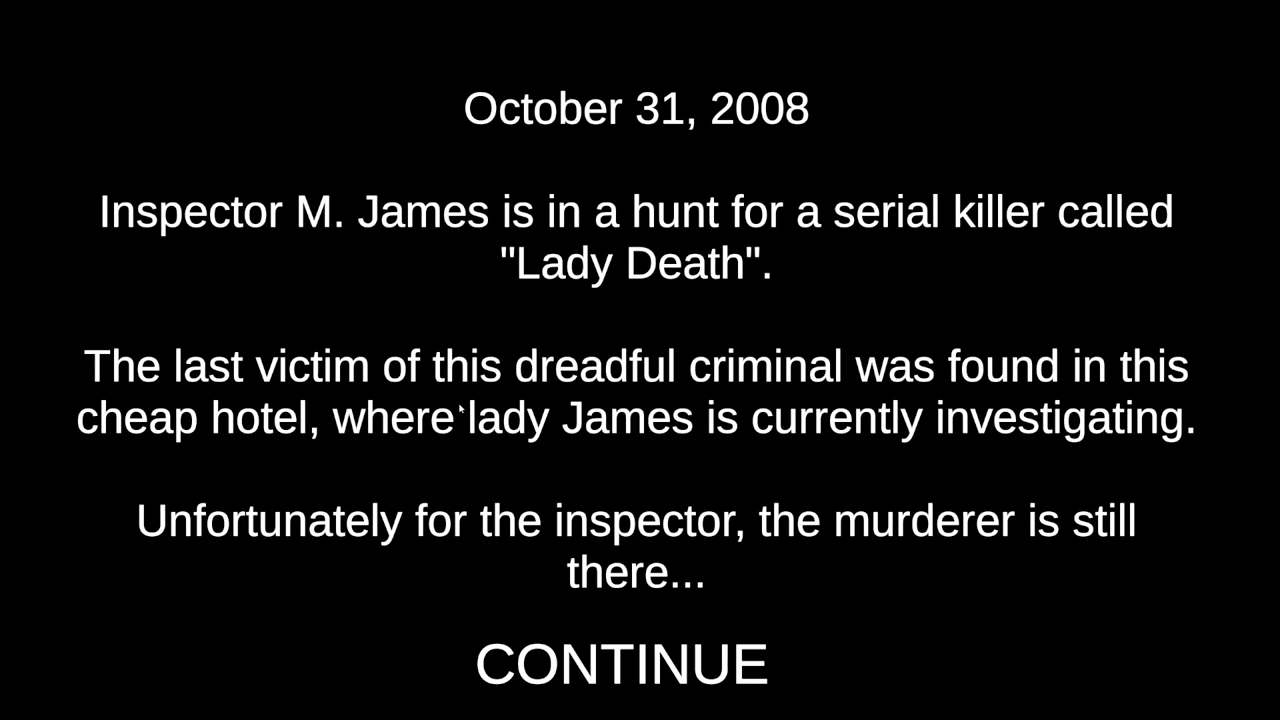 October 31, 2008
Inspector M. James is in a hunt for a serial killer called
"Lady Death".
The last victim of this dreadful criminal was found in this
cheap hotel, where lady James is currently investigating.
Unfortunately for the inspector, the murderer is still
there...
CONTINUE